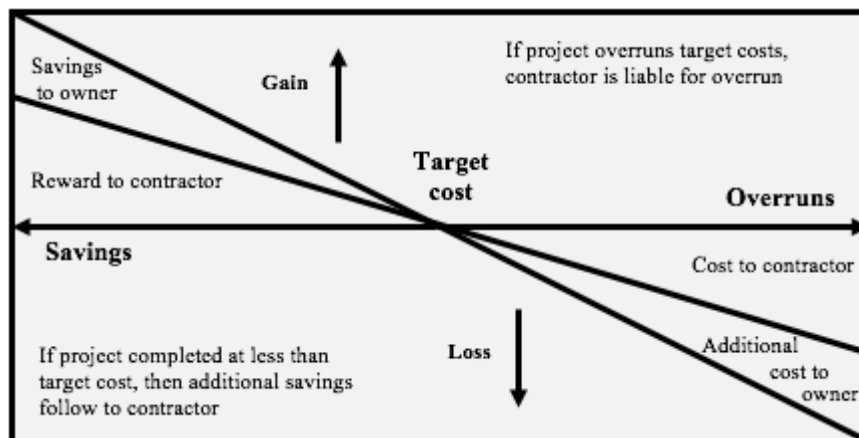 Savings
to owner
Gain
If project overruns target costs,
contractor is liable for overrun
Reward to contractor
Target
cost
Overruns
Savings
Cost to contractor
If project completed at less than
target cost, then additional savings
follow to contractor
Loss
Additional
cost to
owner